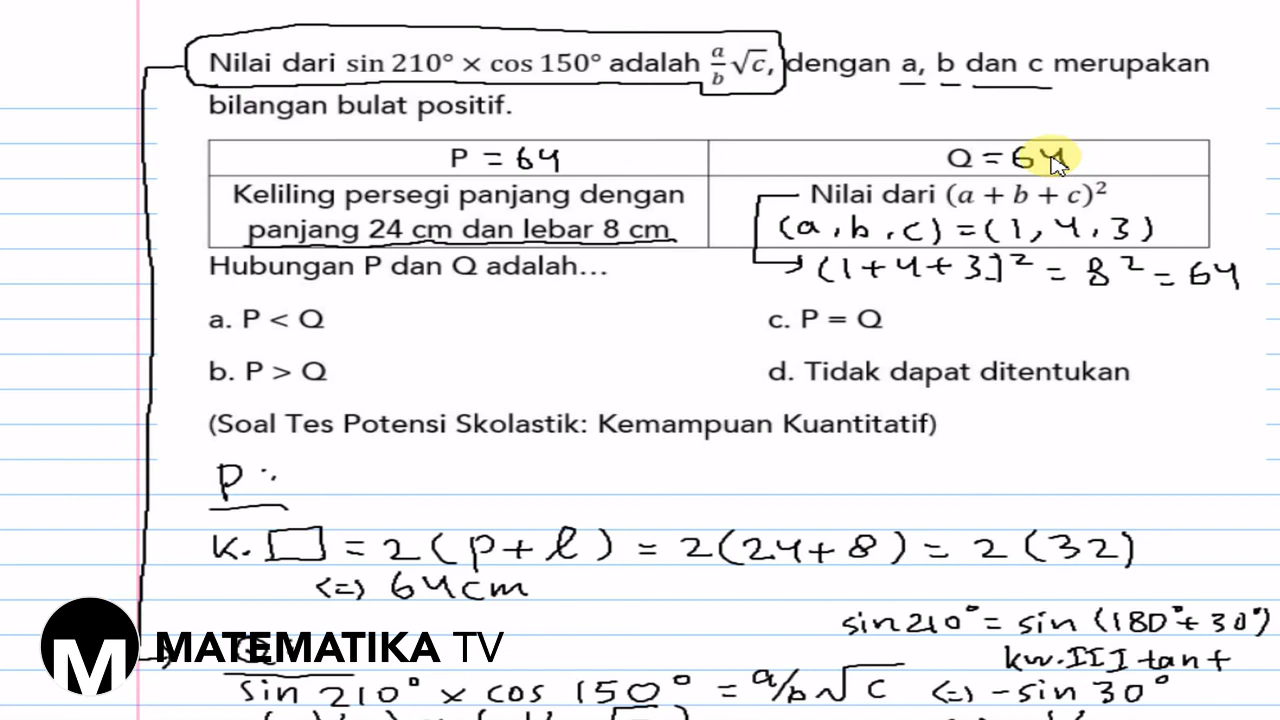 Nilai dari sin 210° × cos 150° adalah a/b √c, dengan a, b dan c merupakan
bilangan bulat positif.
P = 64
Q = 64
Keliling persegi panjang dengan
panjang 24 cm dan lebar 8 cm
Nilai dari (a + b + c)²
(a, b, c) = (1, 4, 3)
(1 + 4 + 3)² = 8² = 64
Hubungan P dan Q adalah...
a. P < Q
c. P = Q
b. P > Q
d. Tidak dapat ditentukan
(Soal Tes Potensi Skolastik: Kemampuan Kuantitatif)
P :
K. □ = 2 (p + l) = 2 (24 + 8) = 2 (32)
<=> 64 cm
sin 210° = sin (180° + 30°)
kw. III tan +
M MATEMATIKA TV
sin 210° × cos 150° = a/b √c
<=> - sin 30°